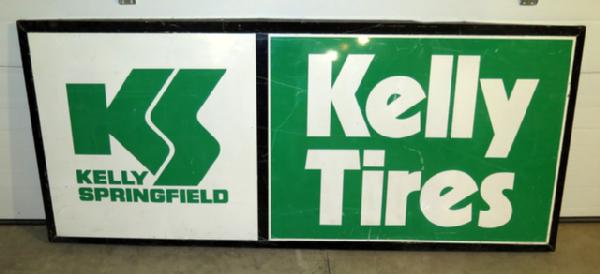 KS
KELLY
SPRINGFIELD
Kelly
Tires